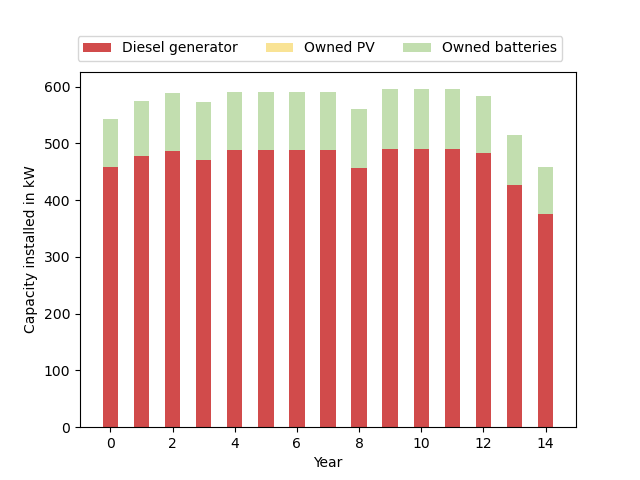 Diesel generator Owned PV Owned batteries
600
500
400
300
200
100
0
Capacity installed in kW
0 2 4 6 8 10 12 14
Year